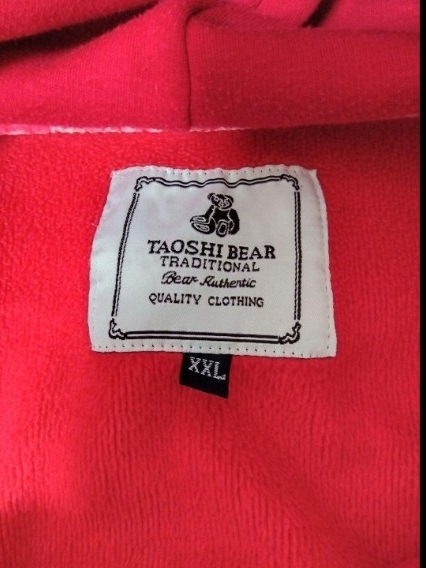 TAOSHI BEAR
TRADITIONAL
Bear Authentic
QUALITY CLOTHING
XXL